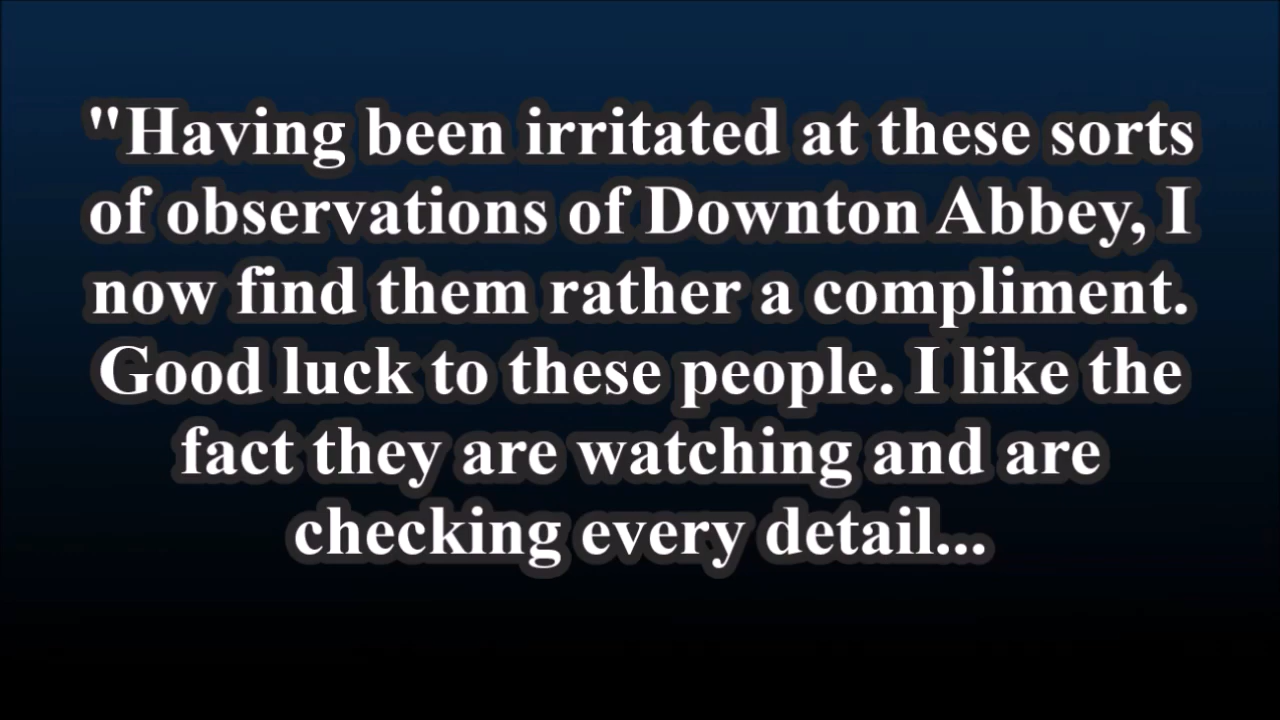 "Having been irritated at these sorts
of observations of Downton Abbey, I
now find them rather a compliment.
Good luck to these people. I like the
fact they are watching and are
checking every detail...